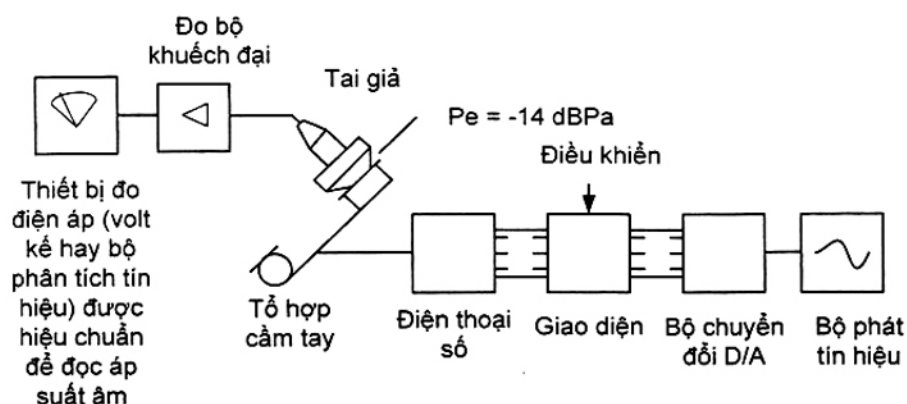 Đo bộ
khuếch đại
Tai giả
Pe = -14 dBPa
Điều khiển
Thiết bị đo
điện áp (volt
kế hay bộ
phân tích tín
hiệu) được
hiệu chuẩn
để đọc áp
suất âm
Tổ hợp
cầm tay
Điện thoại
số
Giao diện
Bộ chuyển
đổi D/A
Bộ phát
tín hiệu